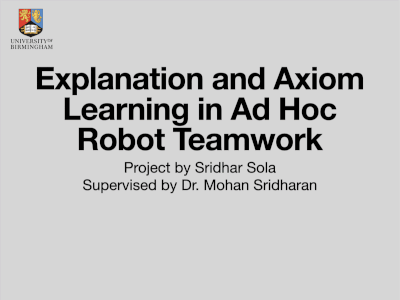 UNIVERSITY OF
BIRMINGHAM
Explanation and Axiom
Learning in Ad Hoc
Robot Teamwork
Project by Sridhar Sola
Supervised by Dr. Mohan Sridharan